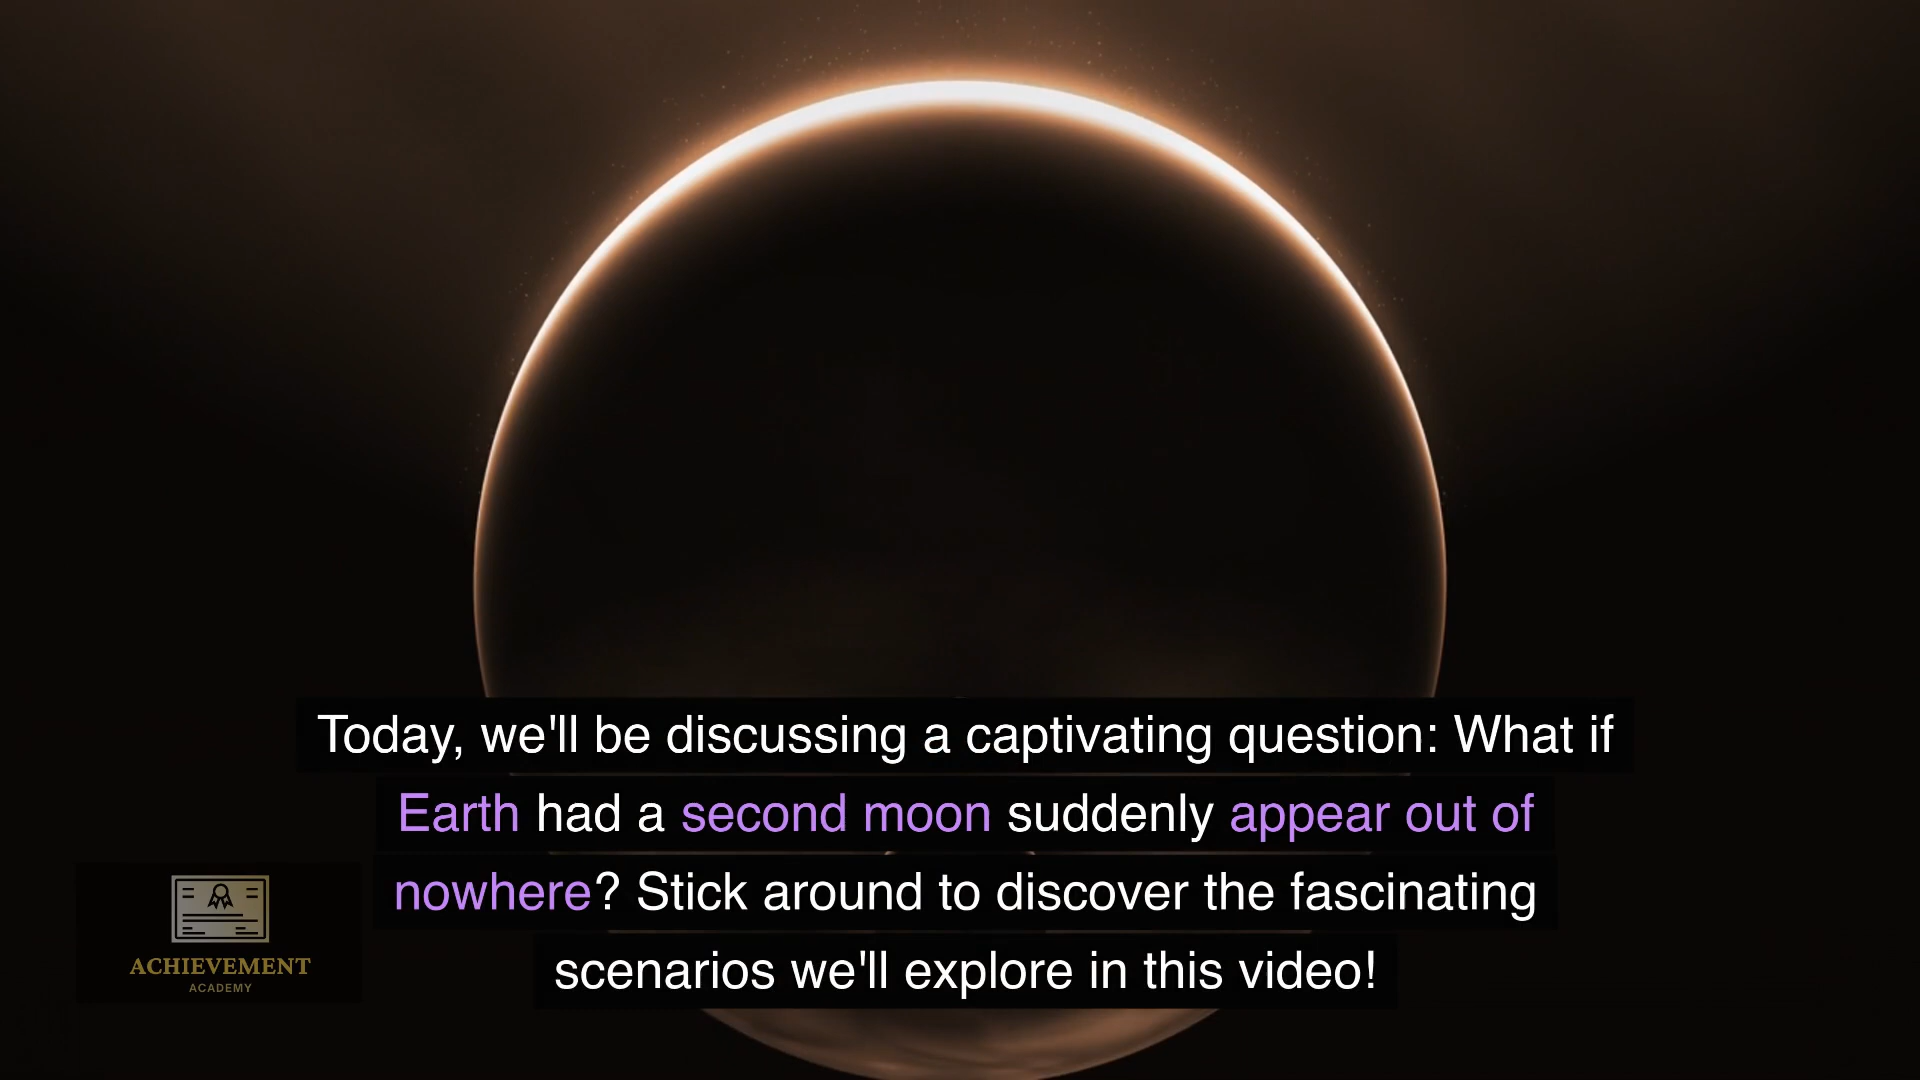 Today, we'll be discussing a captivating question: What if
Earth had a second moon suddenly appear out of
nowhere? Stick around to discover the fascinating
scenarios we'll explore in this video!
ACHIEVEMENT
ACADEMY